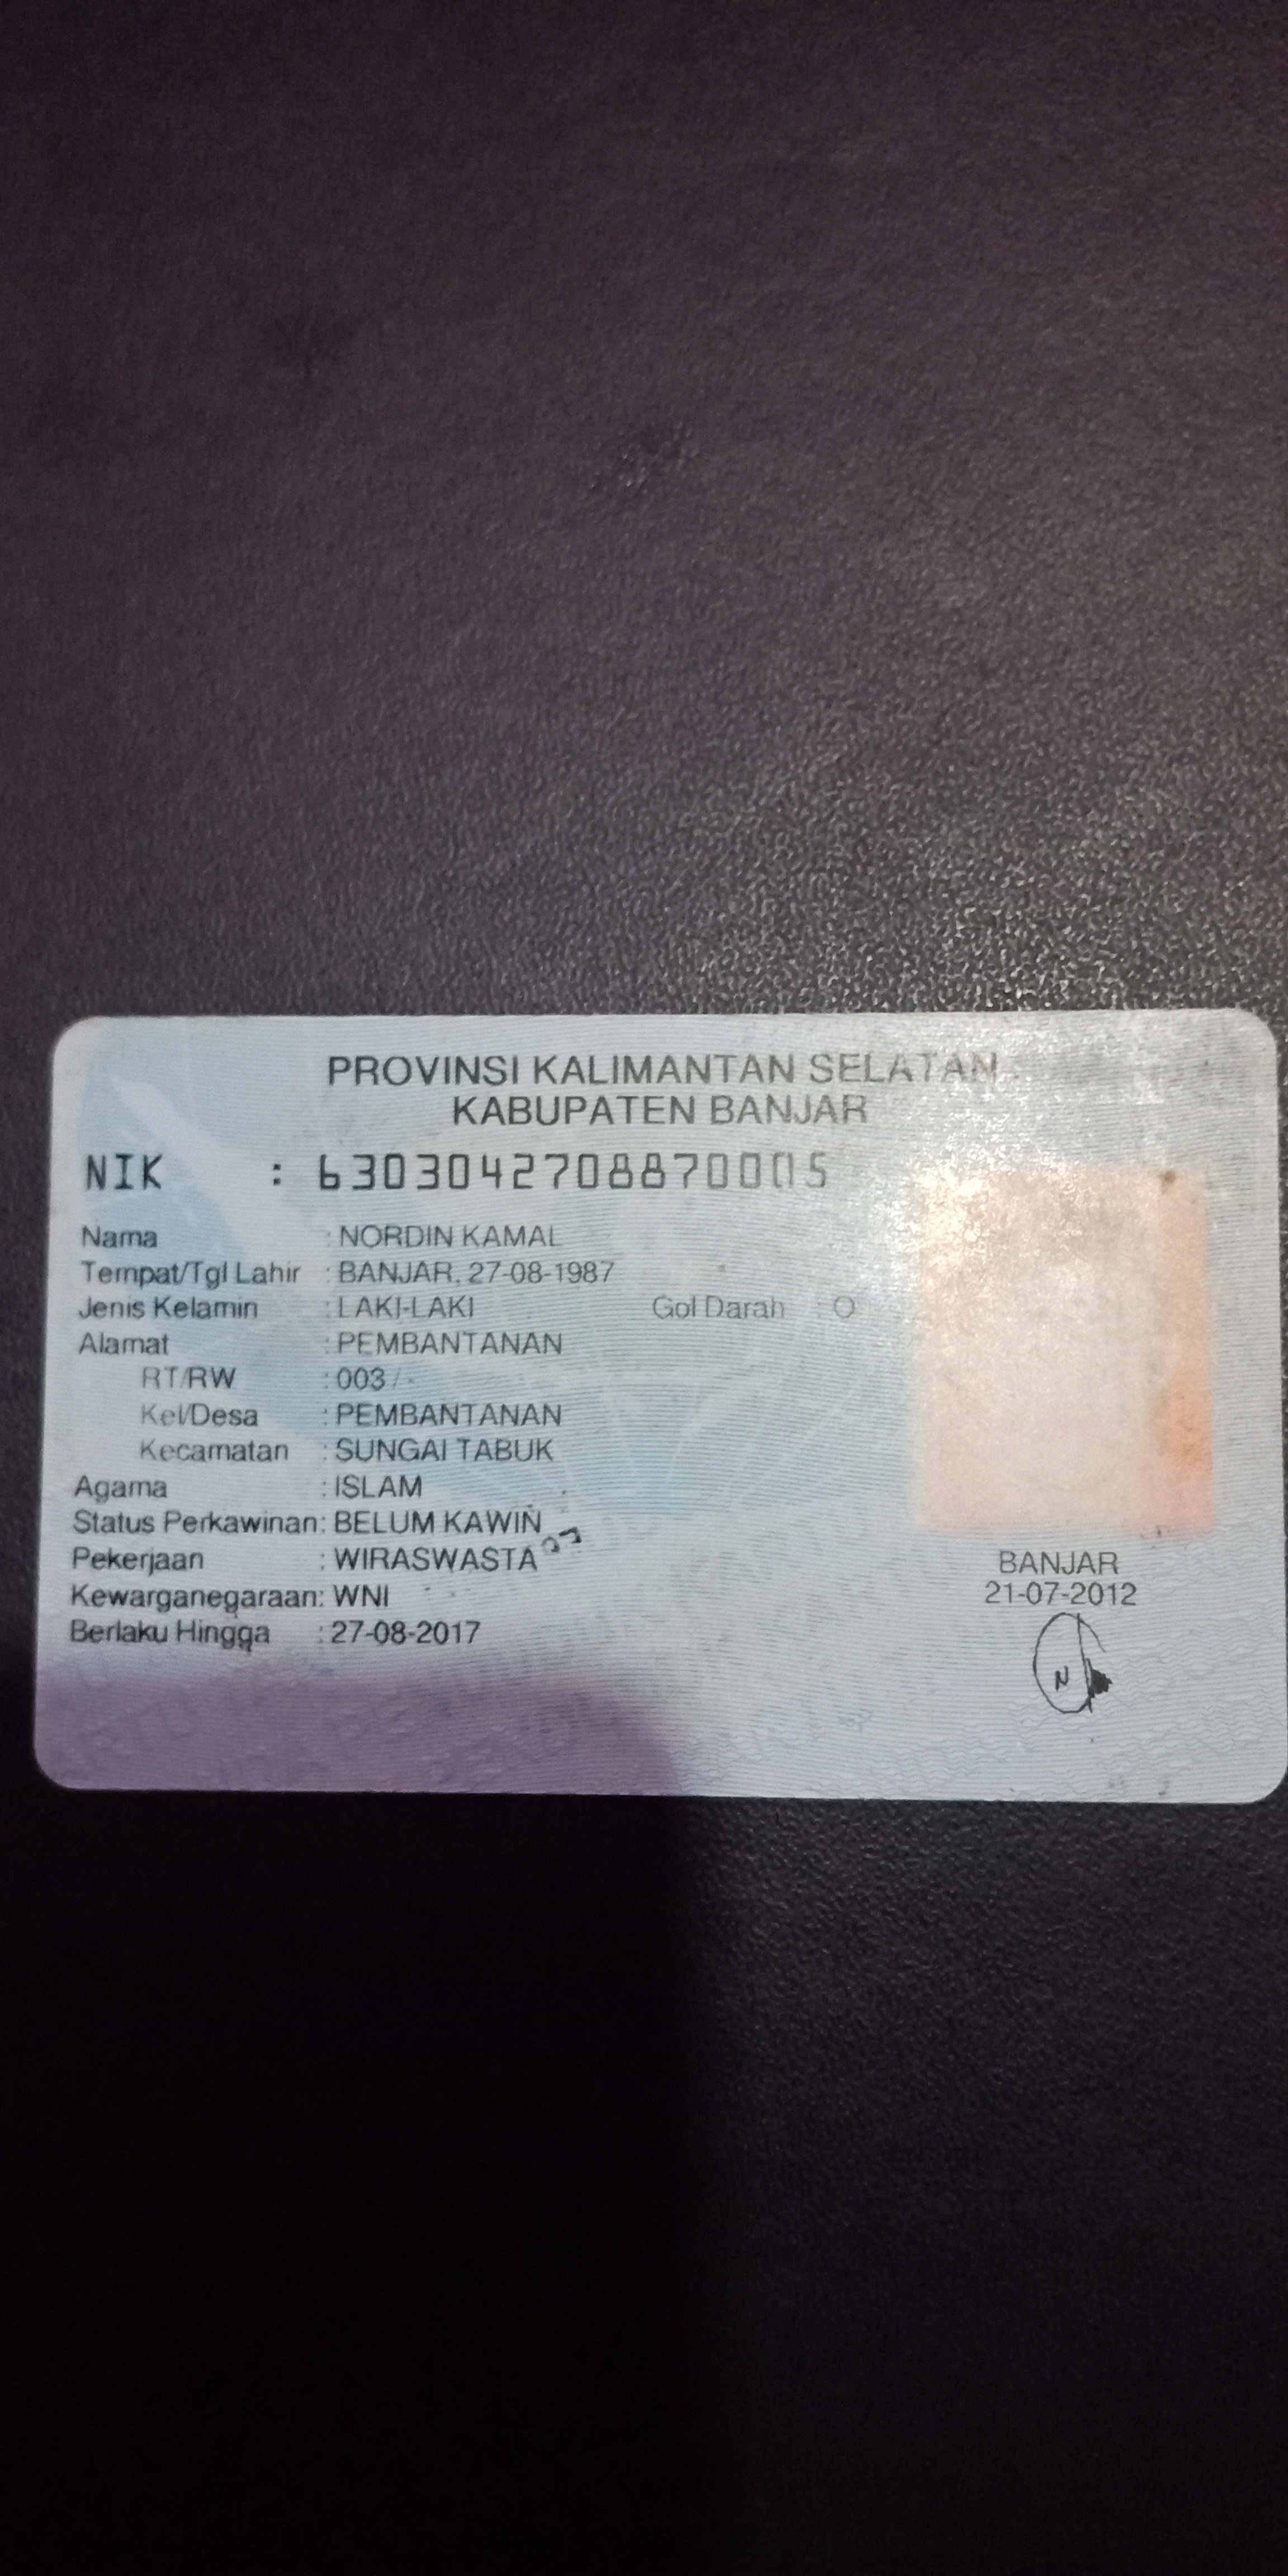 PROVINSI KALIMANTAN SELATAN
KABUPATEN BANJAR
NIK : 6303042708870005
Nama : NORDIN KAMAL
Tempat/Tgl Lahir : BANJAR, 27-08-1987
Jenis Kelamin : LAKI-LAKI Gol Darah : O
Alamat : PEMBANTANAN
RT/RW : 003 / -
Kel/Desa : PEMBANTANAN
Kecamatan : SUNGAI TABUK
Agama : ISLAM
Status Perkawinan: BELUM KAWIN
Pekerjaan : WIRASWASTA
Kewarganegaraan: WNI
Berlaku Hingga : 27-08-2017
BANJAR
21-07-2012